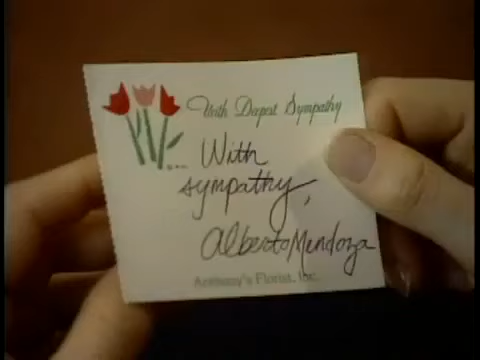 With Deepest Sympathy
With
sympathy,
Alberto Mendoza
Anthony's Florist, Inc.